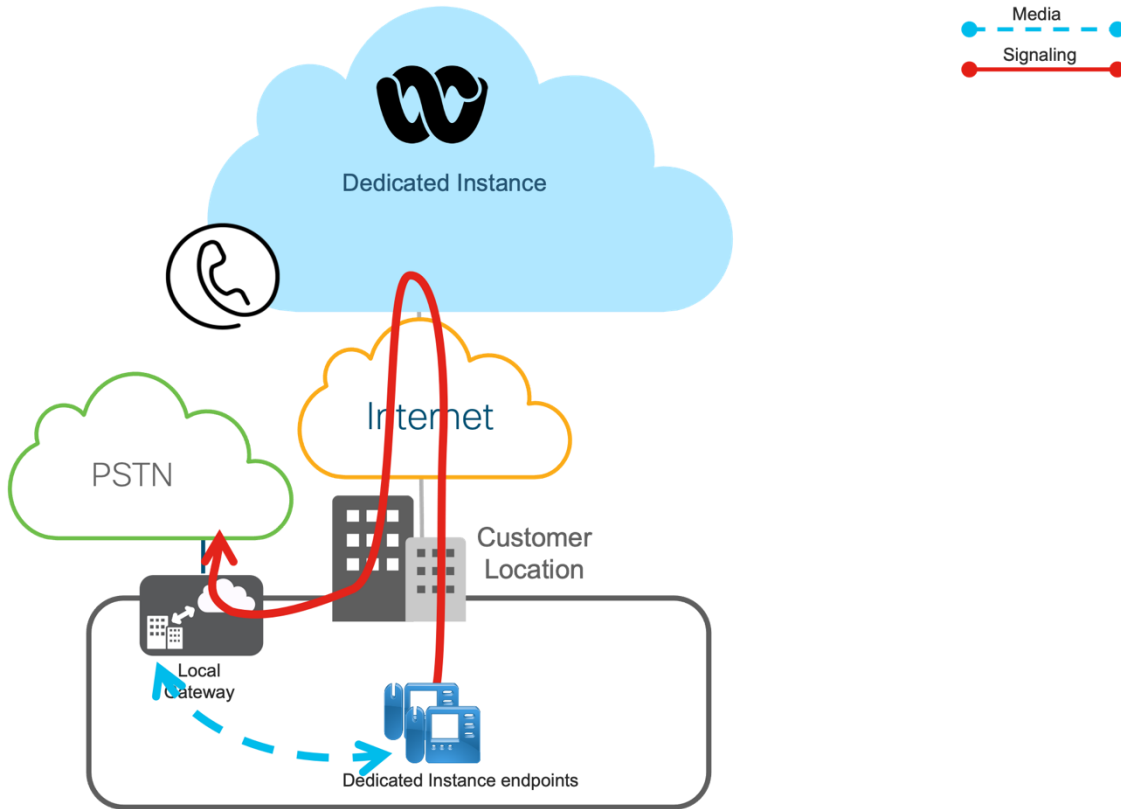 Media
Signaling
Dedicated Instance
Internet
PSTN
Customer
Location
Local
Gateway
Dedicated Instance endpoints